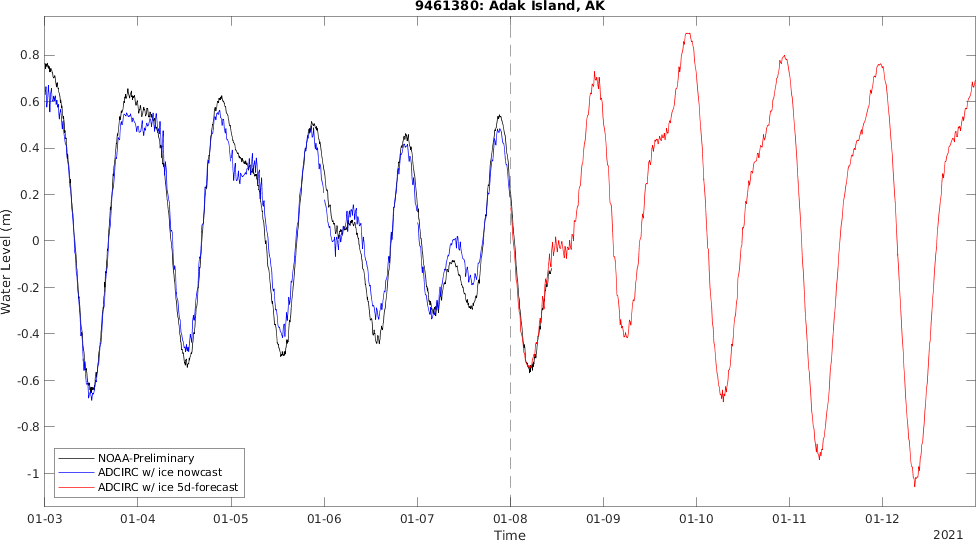 9461380: Adak Island, AK
Water Level (m)
0.8
0.6
0.4
0.2
0
-0.2
-0.4
-0.6
-0.8
-1
NOAA-Preliminary
ADCIRC w/ ice nowcast
ADCIRC w/ ice 5d-forecast
01-03 01-04 01-05 01-06 01-07 01-08 01-09 01-10 01-11 01-12
Time
2021